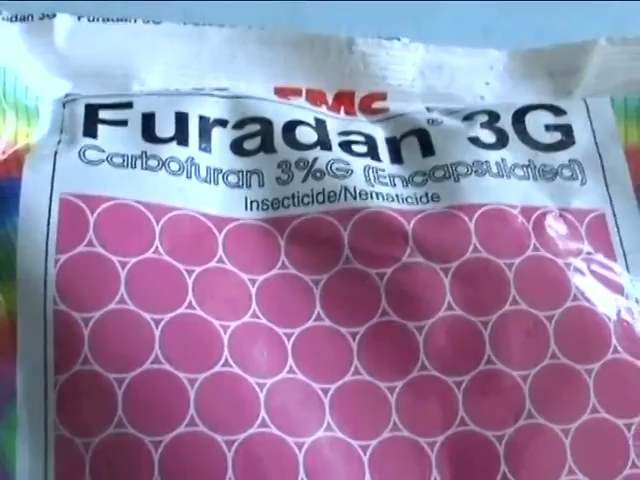 FMC
Furadan® 3G
Carbofuran 3%G (Encapsulated)
Insecticide/Nematicide